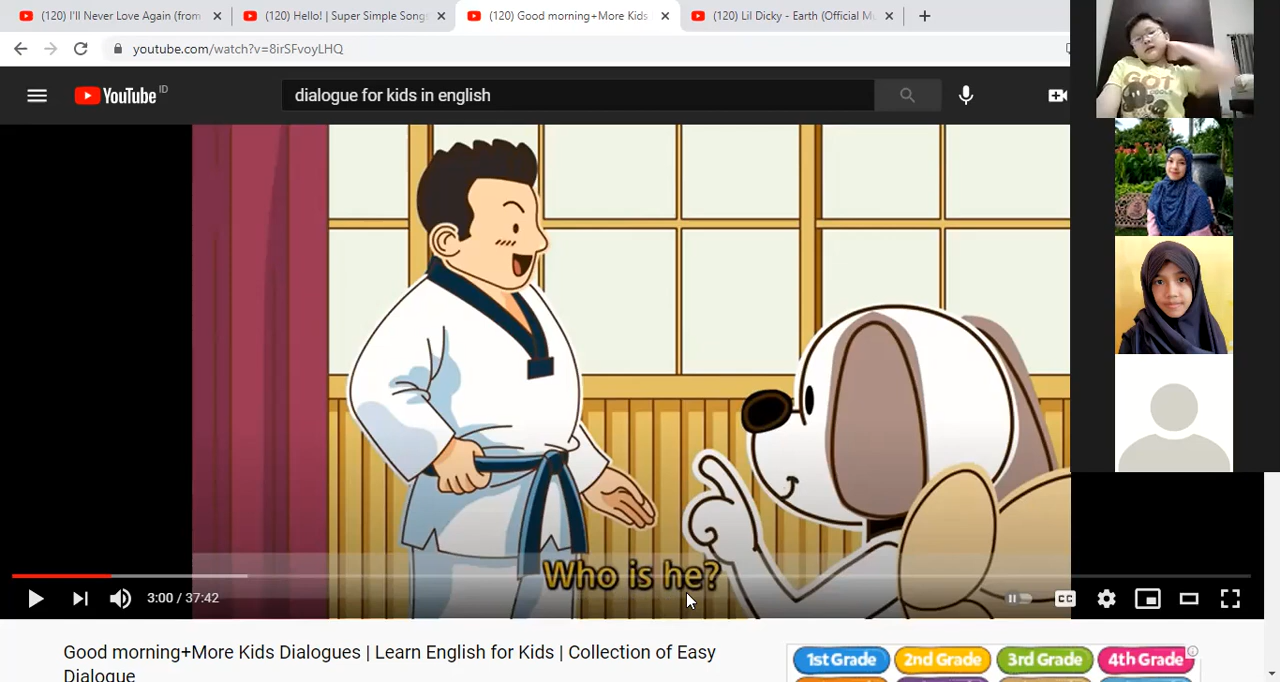 (120) I'll Never Love Again (from
(120) Hello! | Super Simple Song
(120) Good morning+More Kids
(120) Lil Dicky - Earth (Official Mu
youtube.com/watch?v=8irSFvoyLHQ
YouTube ID
dialogue for kids in english
GOT
Who is he?
3:00 / 37:42
CC
Good morning+More Kids Dialogues | Learn English for Kids | Collection of Easy
Dialogue
1st Grade
2nd Grade
3rd Grade
4th Grade